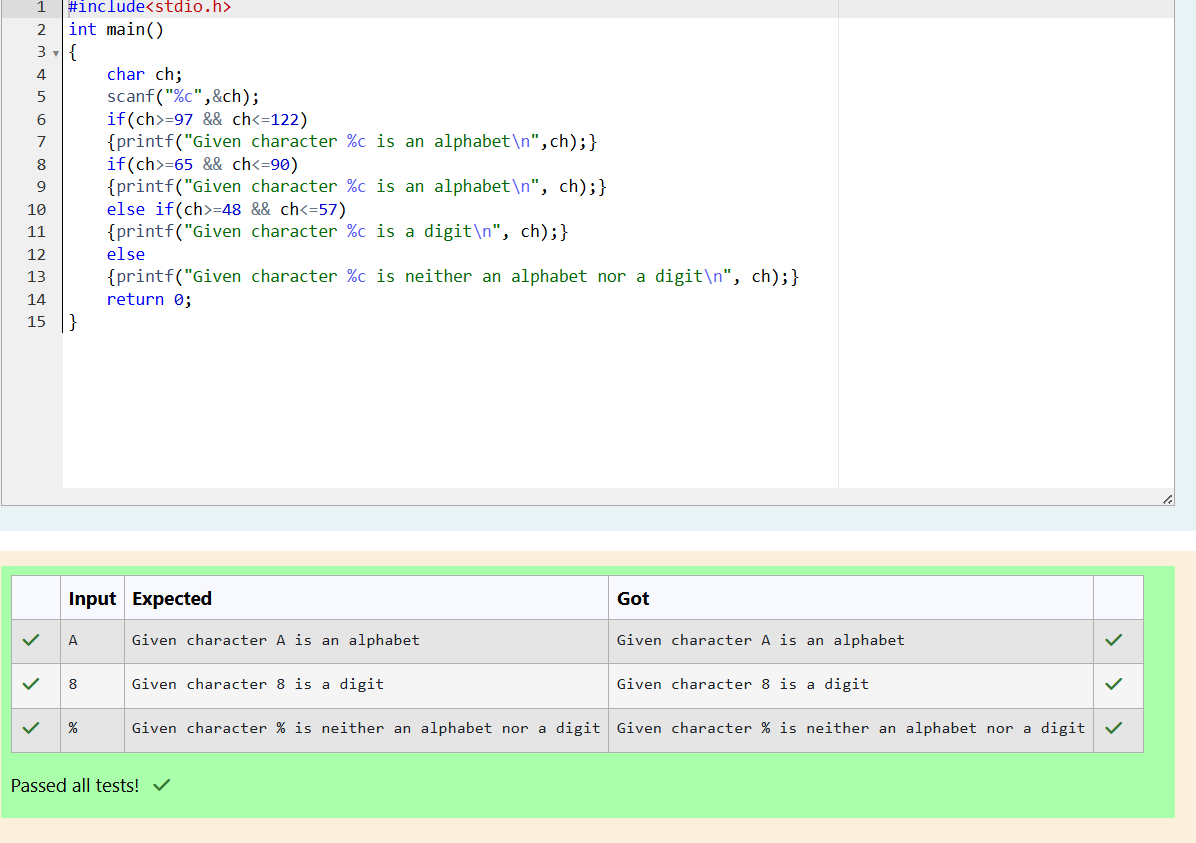 1 #include<stdio.h>
2 int main()
3 {
4     char ch;
5     scanf("%c",&ch);
6     if(ch>=97 && ch<=122)
7     {printf("Given character %c is an alphabet\n",ch);}
8     if(ch>=65 && ch<=90)
9     {printf("Given character %c is an alphabet\n", ch);}
10     else if(ch>=48 && ch<=57)
11     {printf("Given character %c is a digit\n", ch);}
12     else
13     {printf("Given character %c is neither an alphabet nor a digit\n", ch);}
14     return 0;
15 }
Input Expected Got
A Given character A is an alphabet Given character A is an alphabet
8 Given character 8 is a digit Given character 8 is a digit
% Given character % is neither an alphabet nor a digit Given character % is neither an alphabet nor a digit
Passed all tests!